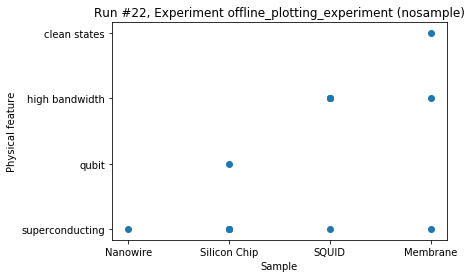 Run #22, Experiment offline_plotting_experiment (nosample)
clean states
high bandwidth
qubit
superconducting
Physical feature
Nanowire Silicon Chip SQUID Membrane
Sample